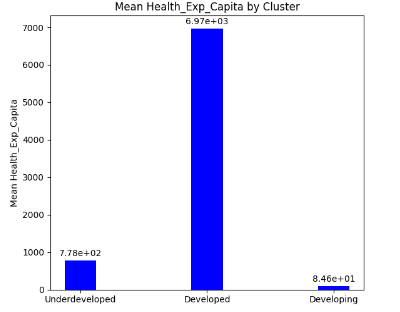 Mean Health_Exp_Capita by Cluster
Mean Health_Exp_Capita
7000
6000
5000
4000
3000
2000
1000
0
7.78e+02
6.97e+03
8.46e+01
Underdeveloped
Developed
Developing